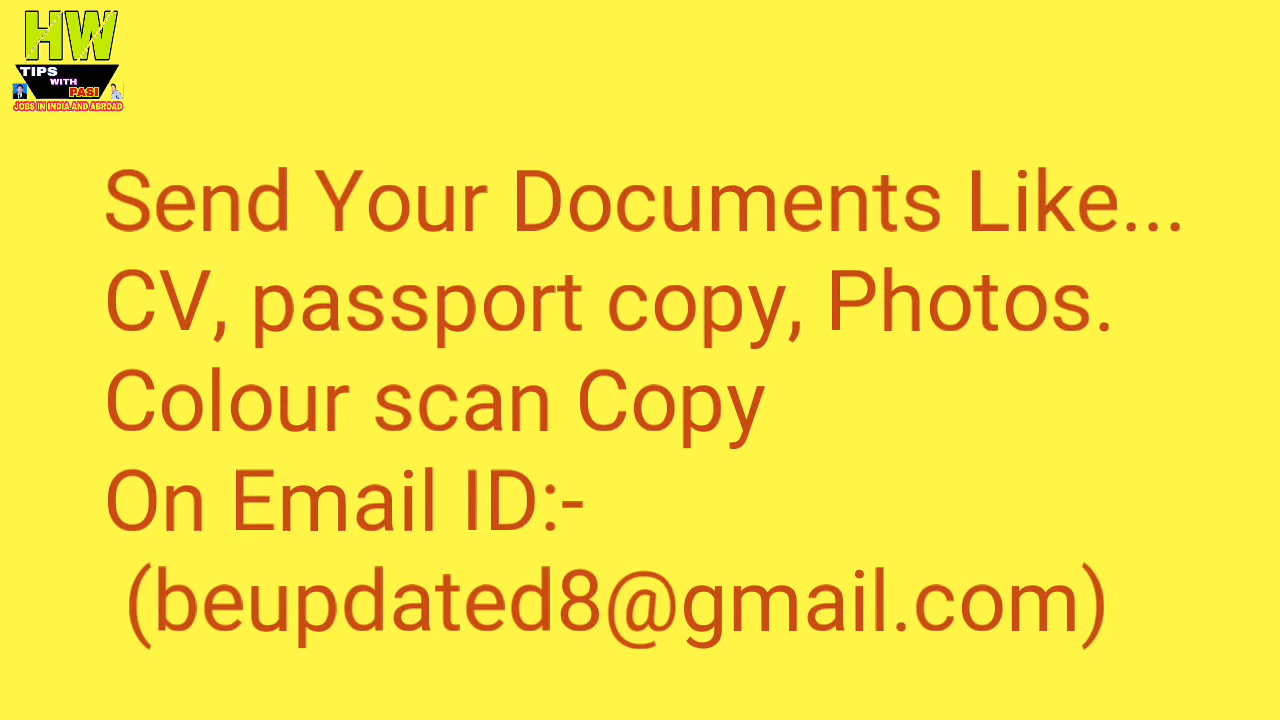 HW
TIPS
WITH
PASI
JOBS IN INDIA AND ABROAD
Send Your Documents Like...
CV, passport copy, Photos.
Colour scan Copy
On Email ID:-
(beupdated8@gmail.com)